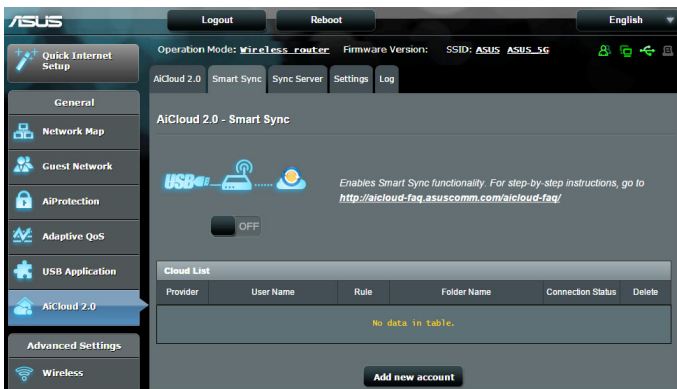 ASUS
Logout
Reboot
English
Quick Internet
Setup
Operation Mode: Wireless router Firmware Version: SSID: ASUS ASUS_5G
AiCloud 2.0
Smart Sync
Sync Server
Settings
Log
General
Network Map
Guest Network
AiProtection
Adaptive QoS
USB Application
AiCloud 2.0
Advanced Settings
Wireless
AiCloud 2.0 - Smart Sync
USB
Enables Smart Sync functionality. For step-by-step instructions, go to
http://aicloud-faq.asuscomm.com/aicloud-faq/
OFF
Cloud List
Provider User Name Rule Folder Name Connection Status Delete
No data in table.
Add new account